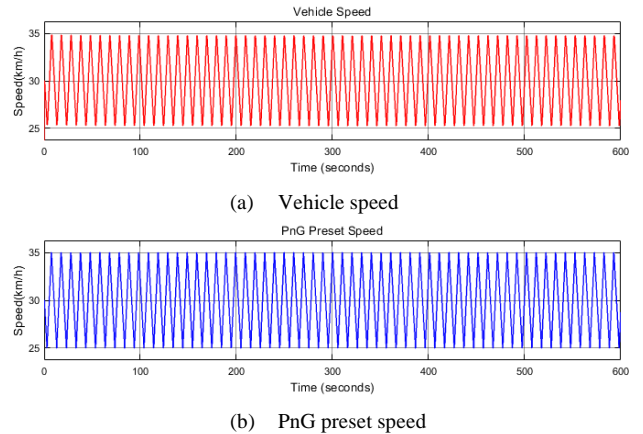 Vehicle Speed
35
30
25
Speed(km/h)
0 100 200 300 400 500 600
Time (seconds)
(a) Vehicle speed
PnG Preset Speed
35
30
25
Speed(km/h)
0 100 200 300 400 500 600
Time (seconds)
(b) PnG preset speed